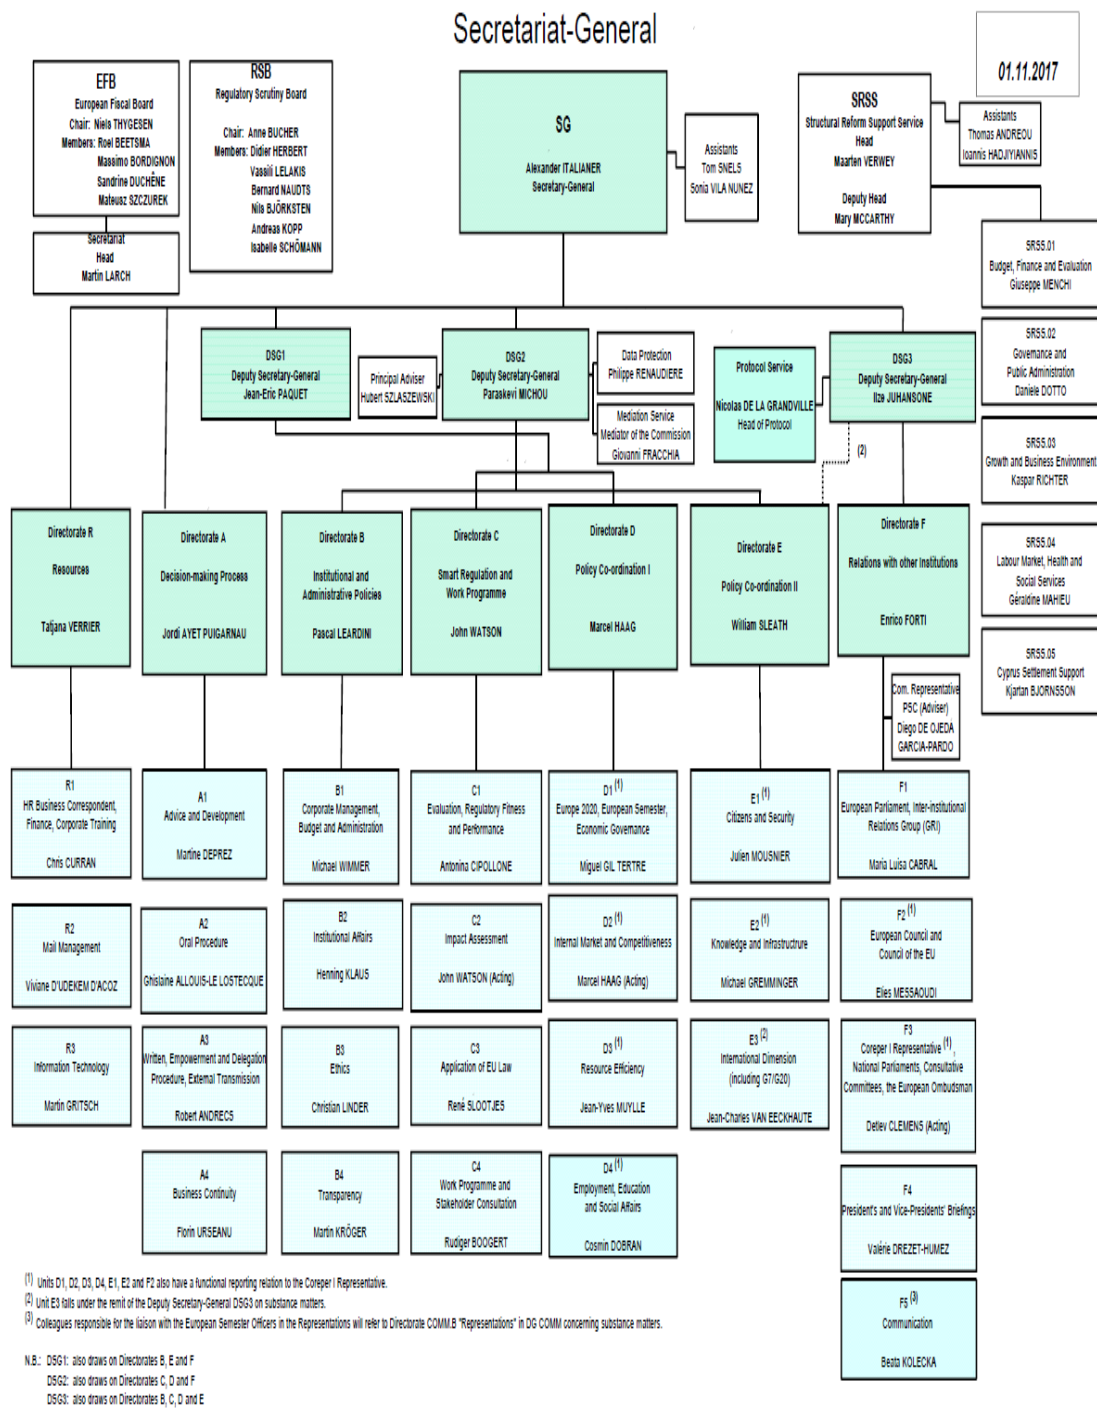 Secretariat-General
01.11.2017
EFB
European Fiscal Board
Chair: Niels THYGESEN
Members: Roel BEETSMA
Massimo BORDIGNON
Sandrine DUCHÊNE
Mateusz SZCZUREK
Secretariat
Head
Martin LARCH
RSB
Regulatory Scrutiny Board
Chair: Anne BUCHER
Members: Didier HERBERT
Vassili LELAKIS
Bernard NAUDTS
Nils BJÖRKSTEN
Andreas KOPP
Isabelle SCHÖMANN
SG
Alexander ITALIANER
Secretary-General
Assistants
Tom SNELS
Sonia VILA NUNEZ
SRSS
Structural Reform Support Service
Head
Maarten VERWEY
Deputy Head
Mary MCCARTHY
Assistants
Thomas ANDREOU
Ioannis HADJIYIANNIS
SRSS.01
Budget, Finance and Evaluation
Giuseppe MENCHI
SRSS.02
Governance and
Public Administration
Daniele DOTTO
SRSS.03
Growth and Business Environment
Kaspar RICHTER
SRSS.04
Labour Market, Health and
Social Services
Géraldine MAHIEU
SRSS.05
Cyprus Settlement Support
Kjartan BJORNSSON
DSG1
Deputy Secretary-General
Jean-Eric PAQUET
Principal Adviser
Hubert SZLASZEWSKI
DSG2
Deputy Secretary-General
Paraskevi MICHOU
Data Protection
Philippe RENAUDIERE
Mediation Service
Mediator of the Commission
Giovanni FRACCHIA
Protocol Service
Nicolas DE LA GRANDVILLE
Head of Protocol
DSG3
Deputy Secretary-General
Ilze JUHANSONE
(2)
Directorate R
Resources
Tatjana VERRIER
Directorate A
Decision-making Process
Jordi AYET PUIGARNAU
Directorate B
Institutional and
Administrative Policies
Pascal LEARDINI
Directorate C
Smart Regulation and
Work Programme
John WATSON
Directorate D
Policy Co-ordination I
Marcel HAAG
Directorate E
Policy Co-ordination II
William SLEATH
Directorate F
Relations with other Institutions
Enrico FORTI
Com. Representative
PSC (Adviser)
Diego DE OJEDA
GARCIA-PARDO
R1
HR Business Correspondent,
Finance, Corporate Training
Chris CURRAN
A1
Advice and Development
Martine DEPREZ
B1
Corporate Management,
Budget and Administration
Michael WIMMER
C1
Evaluation, Regulatory Fitness
and Performance
Antonina CIPOLLONE
D1 (1)
Europe 2020, European Semester,
Economic Governance
Miguel GIL TERTRE
E1 (1)
Citizens and Security
Julien MOUSNIER
F1
European Parliament, Inter-institutional
Relations Group (GRI)
Maria Luisa CABRAL
R2
Mail Management
Viviane D'UDEKEM D'ACOZ
A2
Oral Procedure
Ghislaine ALLOUIS-LE LOSTECQUE
B2
Institutional Affairs
Henning KLAUS
C2
Impact Assessment
John WATSON (Acting)
D2 (1)
Internal Market and Competitiveness
Marcel HAAG (Acting)
E2 (1)
Knowledge and Infrastructrure
Michael GREMMINGER
F2 (1)
European Council and
Council of the EU
Elies MESSAOUDI
R3
Information Technology
Martin GRITSCH
A3
Written, Empowerment and Delegation
Procedure, External Transmission
Robert ANDRECS
B3
Ethics
Christian LINDER
C3
Application of EU Law
René SLOOTJES
D3 (1)
Resource Efficiency
Jean-Yves MUYLLE
E3 (2)
International Dimension
(including G7/G20)
Jean-Charles VAN EECKHAUTE
F3
Coreper I Representative (1),
National Parliaments, Consultative
Committees, the European Ombudsman
Detlev CLEMENS (Acting)
A4
Business Continuity
Florin URSEANU
B4
Transparency
Martin KRÖGER
C4
Work Programme and
Stakeholder Consultation
Rudiger BOOGERT
D4 (1)
Employment, Education
and Social Affairs
Cosmin DOBRAN
F4
President's and Vice-Presidents' Briefings
Valérie DREZET-HUMEZ
F5 (3)
Communication
Beata KOLECKA
(1) Units D1, D2, D3, D4, E1, E2 and F2 also have a functional reporting relation to the Coreper I Representative.
(2) Unit E3 falls under the remit of the Deputy Secretary-General DSG3 on substance matters.
(3) Colleagues responsible for the liaison with the European Semester Officers in the Representations will refer to Directorate COMM.B "Representations" in DG COMM concerning substance matters.
N.B.: DSG1: also draws on Directorates B, E and F
DSG2: also draws on Directorates C, D and F
DSG3: also draws on Directorates B, C, D and E